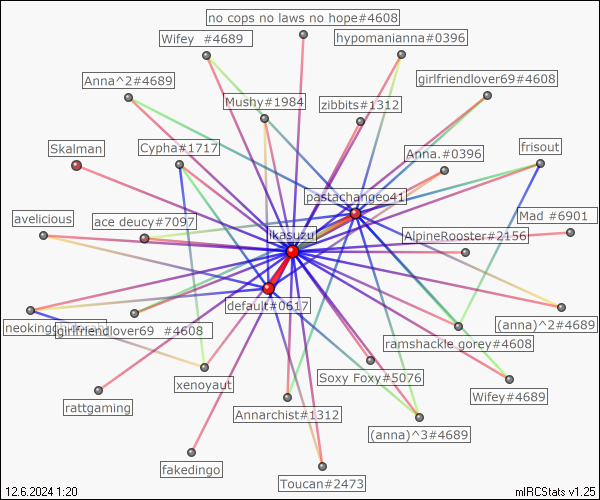 no cops no laws no hope#4608
Wifey  #4689
hypomanianna#0396
Anna^2#4689
girlfriendlover69#4608
Mushy#1984
zibbits#1312
Skalman
Cypha#1717
Anna.#0396
frisout
pastachangeo41
avelicious
ace deucy#7097
ikasuzu
AlpineRooster#2156
Mad #6901
default#0617
neokingg
girlfriendlover69  #4608
(anna)^2#4689
ramshackle gorey#4608
xenoyaut
Soxy Foxy#5076
rattgaming
Annarchist#1312
Wifey#4689
(anna)^3#4689
fakedingo
Toucan#2473
12.6.2024 1:20
mIRCStats v1.25